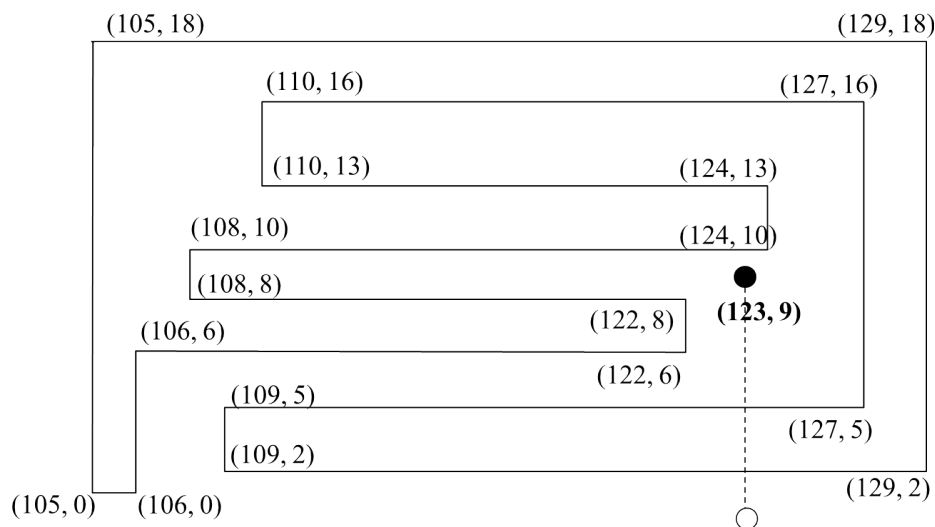 (105, 18) (129, 18)
(110, 16) (127, 16)
(110, 13) (124, 13)
(108, 10) (124, 10)
(108, 8)
(122, 8) (123, 9)
(106, 6)
(122, 6)
(109, 5)
(127, 5)
(109, 2)
(129, 2)
(105, 0) (106, 0)